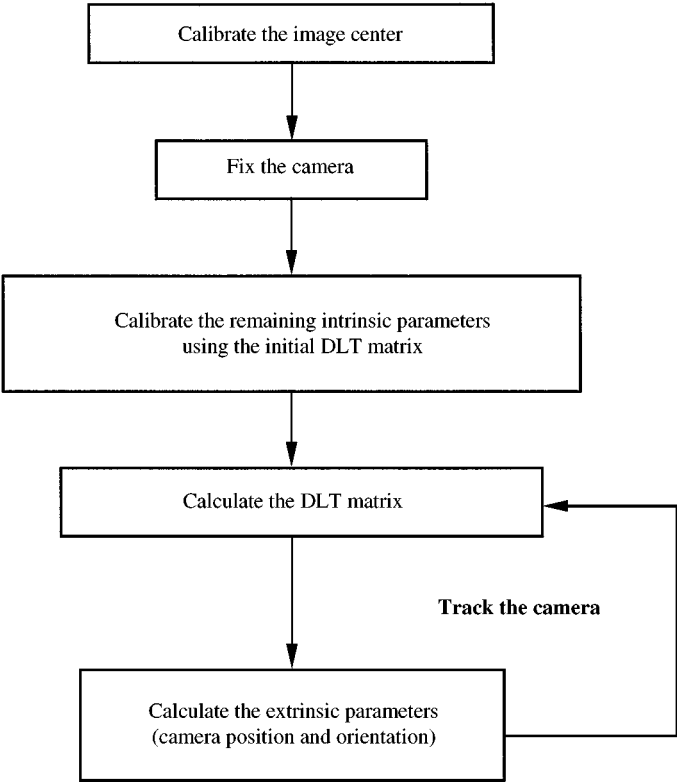 Calibrate the image center
Fix the camera
Calibrate the remaining intrinsic parameters
using the initial DLT matrix
Calculate the DLT matrix
Track the camera
Calculate the extrinsic parameters
(camera position and orientation)